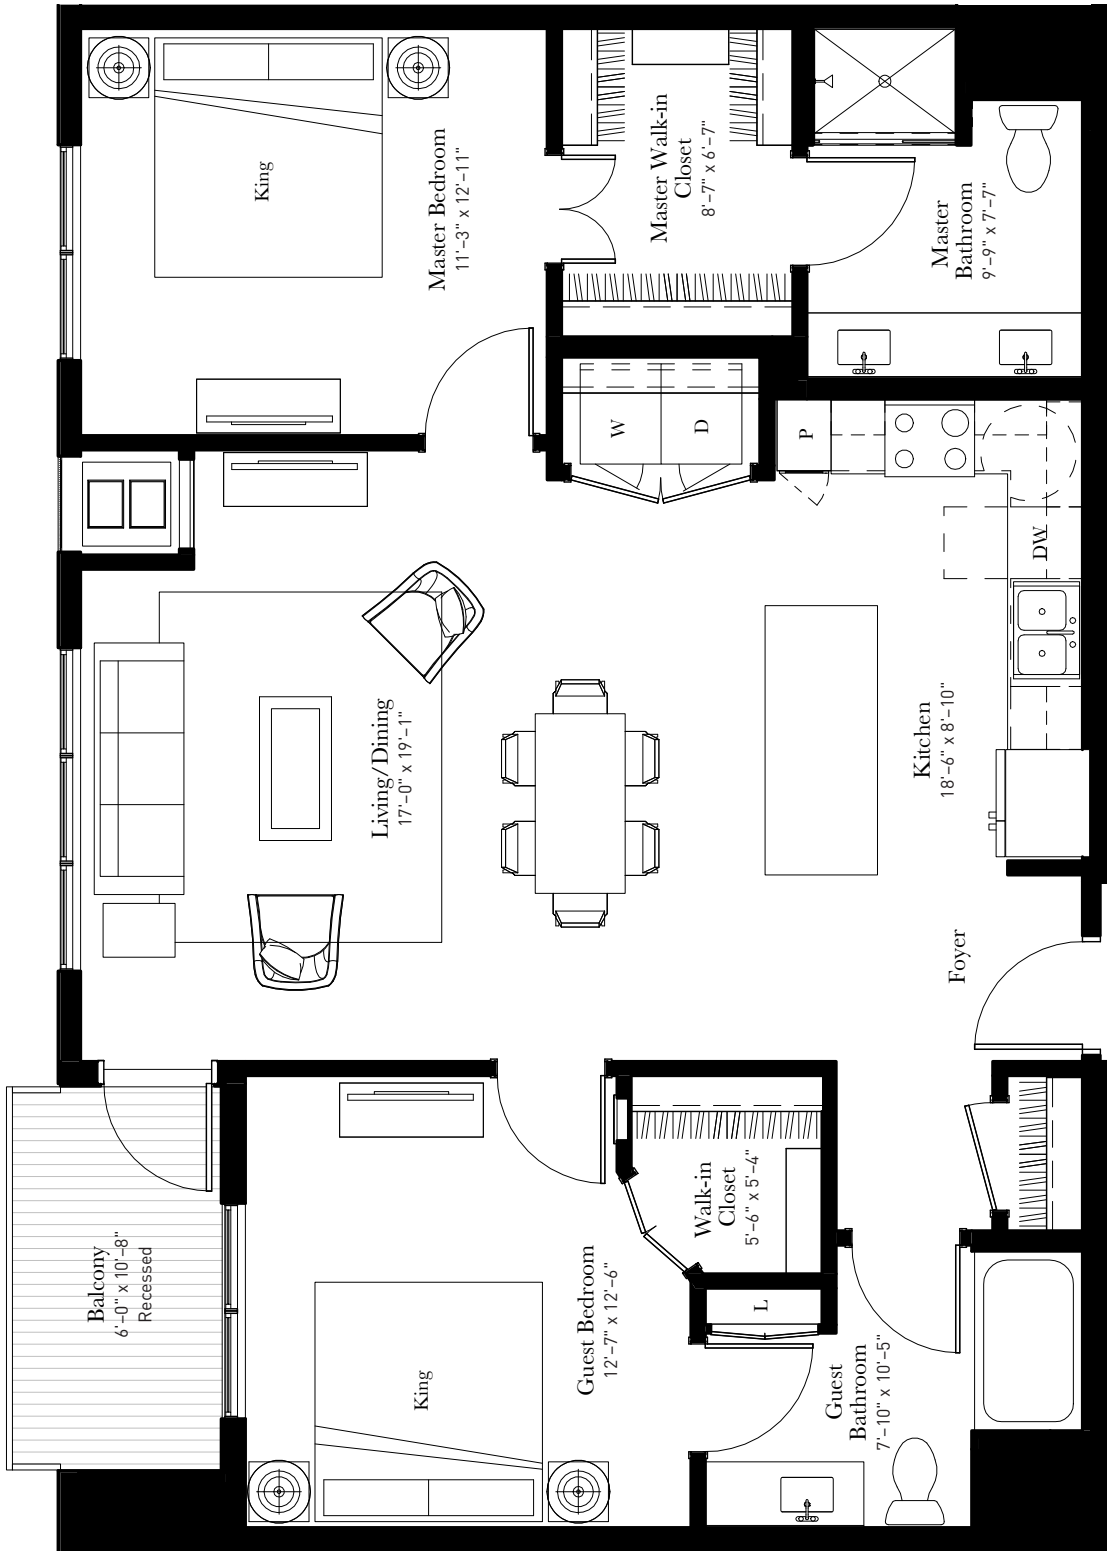 King
Master Bedroom
11'-3" x 12'-11"
Master Walk-in
Closet
8'-7" x 6'-7"
Master
Bathroom
9'-9" x 7'-7"
W
D
P
DW
Living/Dining
17'-0" x 19'-1"
Kitchen
18'-6" x 8'-10"
Foyer
Balcony
6'-0" x 10'-8"
Recessed
King
Guest Bedroom
12'-7" x 12'-6"
Walk-in
Closet
5'-6" x 5'-4"
L
Guest
Bathroom
7'-10" x 10'-5"